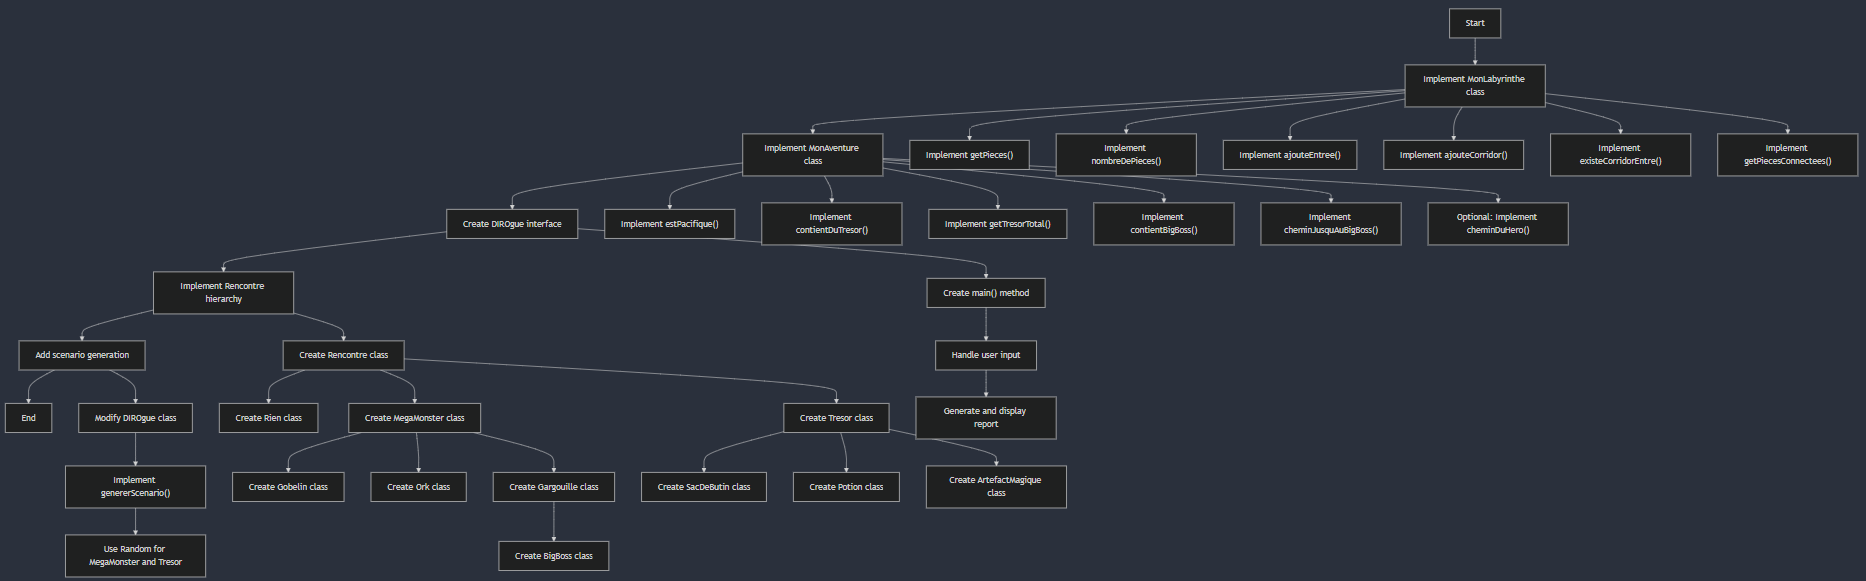 Start
Implement MonLabyrinthe
class
Implement MonAventure
class
Implement getPieces()
Implement
nombreDePieces()
Implement ajouteEntree()
Implement ajouteCorridor()
Implement
existeCorridorEntre()
Implement
getPiecesConnectees()
Create DIROgue interface
Implement estPacifique()
Implement
contientDuTresor()
Implement getTresorTotal()
Implement
contientBigBoss()
Implement
cheminJusquAuBigBoss()
Optional: Implement
cheminDuHero()
Implement Rencontre
hierarchy
Create main() method
Add scenario generation
Create Rencontre class
Handle user input
End
Modify DIROgue class
Create Rien class
Create MegaMonster class
Create Tresor class
Generate and display
report
Implement
genererScenario()
Create Gobelin class
Create Ork class
Create Gargouille class
Create SacDeButin class
Create Potion class
Create ArtefactMagique
class
Use Random for
MegaMonster and Tresor
Create BigBoss class